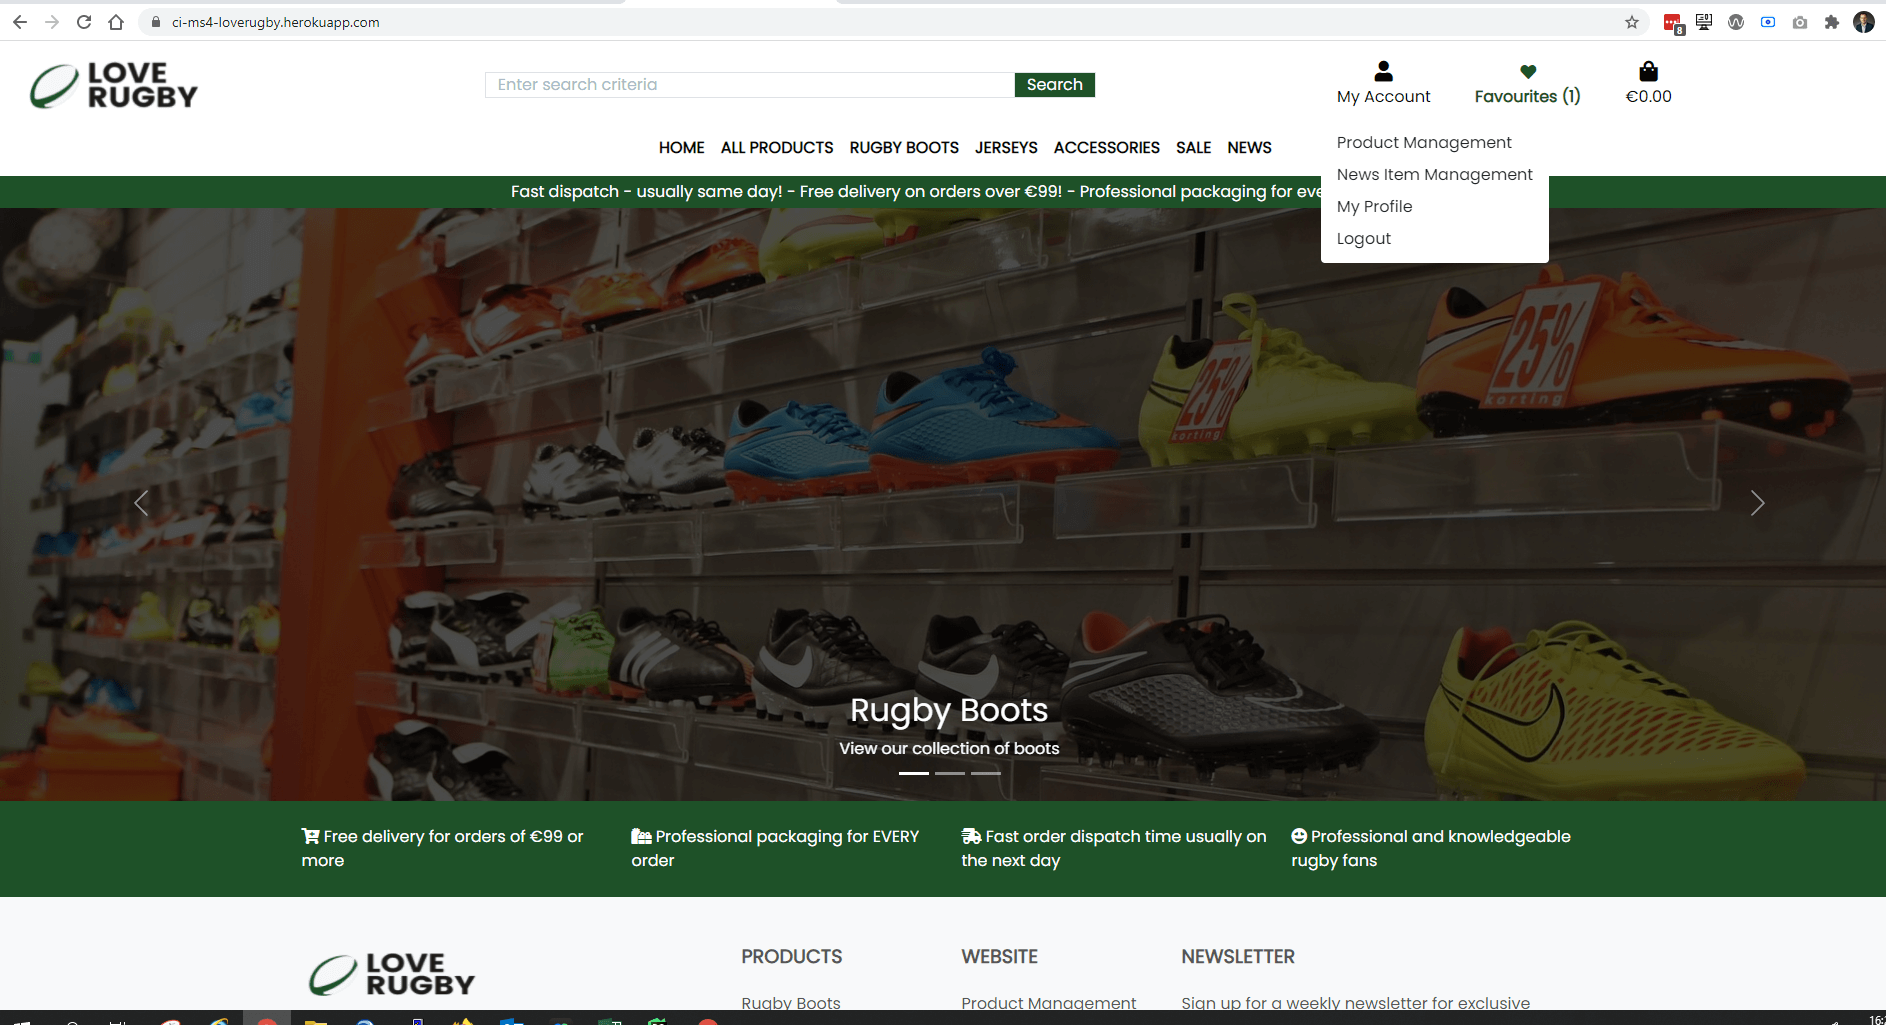 ci-ms4-loverugby.herokuapp.com
8
LOVE
RUGBY
Enter search criteria
Search
My Account
Favourites (1)
€0.00
HOME ALL PRODUCTS RUGBY BOOTS JERSEYS ACCESSORIES SALE NEWS
Product Management
News Item Management
My Profile
Logout
Fast dispatch - usually same day! - Free delivery on orders over €99! - Professional packaging for eve
25%
korting
25%
korting
Rugby Boots
View our collection of boots
Free delivery for orders of €99 or
more
Professional packaging for EVERY
order
Fast order dispatch time usually on
the next day
Professional and knowledgeable
rugby fans
LOVE
RUGBY
PRODUCTS
Rugby Boots
WEBSITE
Product Management
NEWSLETTER
Sign up for a weekly newsletter for exclusive